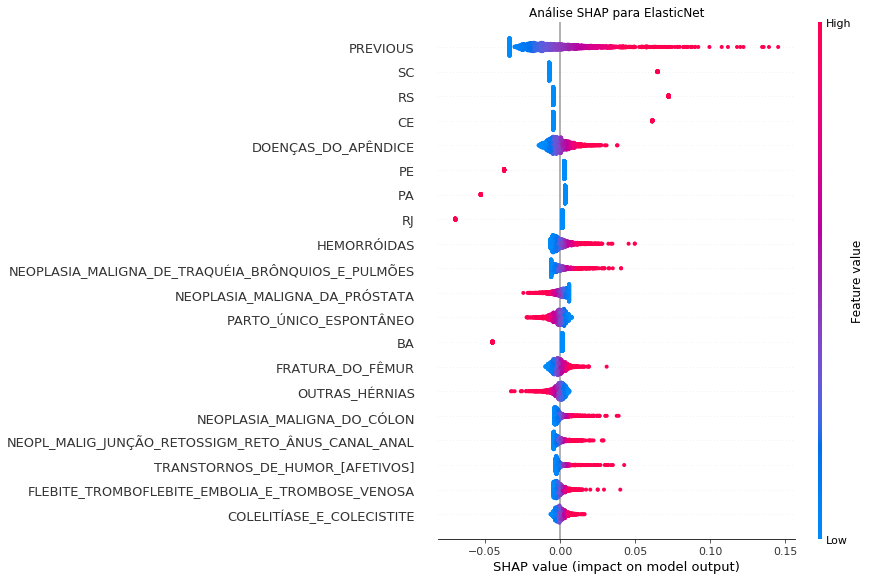 Análise SHAP para ElasticNet
High
PREVIOUS
SC
RS
CE
DOENÇAS_DO_APÊNDICE
PE
PA
RJ
HEMORRÓIDAS
NEOPLASIA_MALIGNA_DE_TRAQUÉIA_BRÔNQUIOS_E_PULMÕES
NEOPLASIA_MALIGNA_DA_PRÓSTATA
PARTO_ÚNICO_ESPONTÂNEO
BA
FRATURA_DO_FÊMUR
OUTRAS_HÉRNIAS
NEOPLASIA_MALIGNA_DO_CÓLON
NEOPL_MALIG_JUNÇÃO_RETOSSIGM_RETO_ÂNUS_CANAL_ANAL
TRANSTORNOS_DE_HUMOR_[AFETIVOS]
FLEBITE_TROMBOFLEBITE_EMBOLIA_E_TROMBOSE_VENOSA
COLELITÍASE_E_COLECISTITE
Feature value
Low
−0.05 0.00 0.05 0.10 0.15
SHAP value (impact on model output)